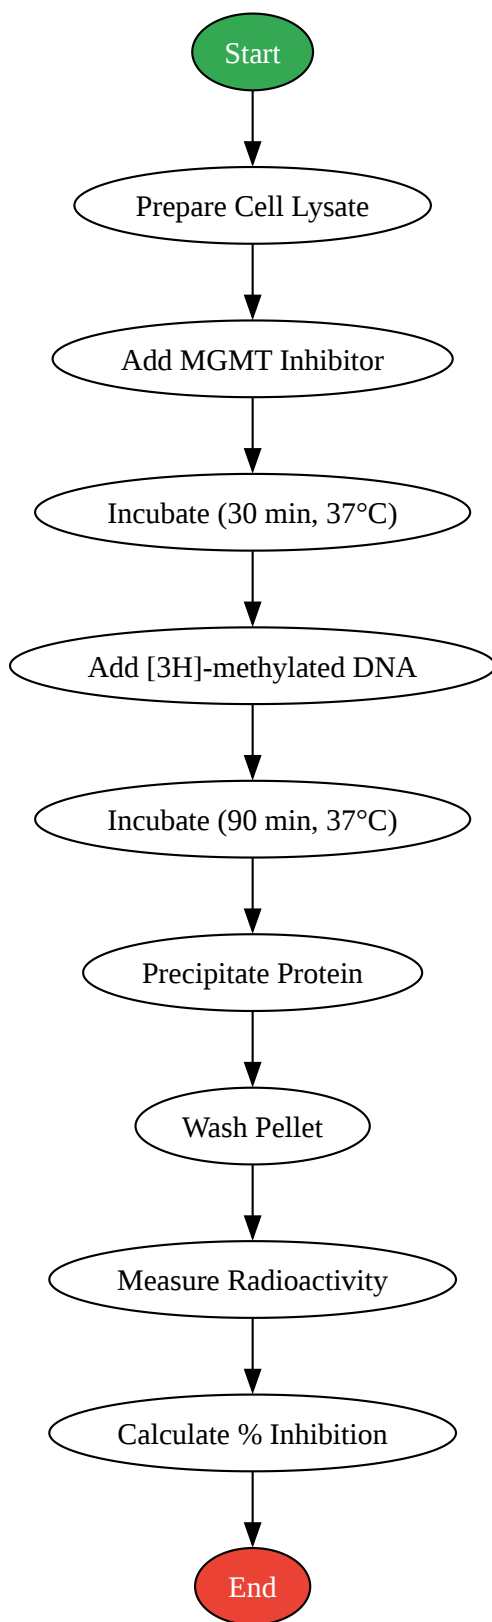 Start
Prepare Cell Lysate
Add MGMT Inhibitor
Incubate (30 min, 37°C)
Add [3H]-methylated DNA
Incubate (90 min, 37°C)
Precipitate Protein
Wash Pellet
Measure Radioactivity
Calculate % Inhibition
End